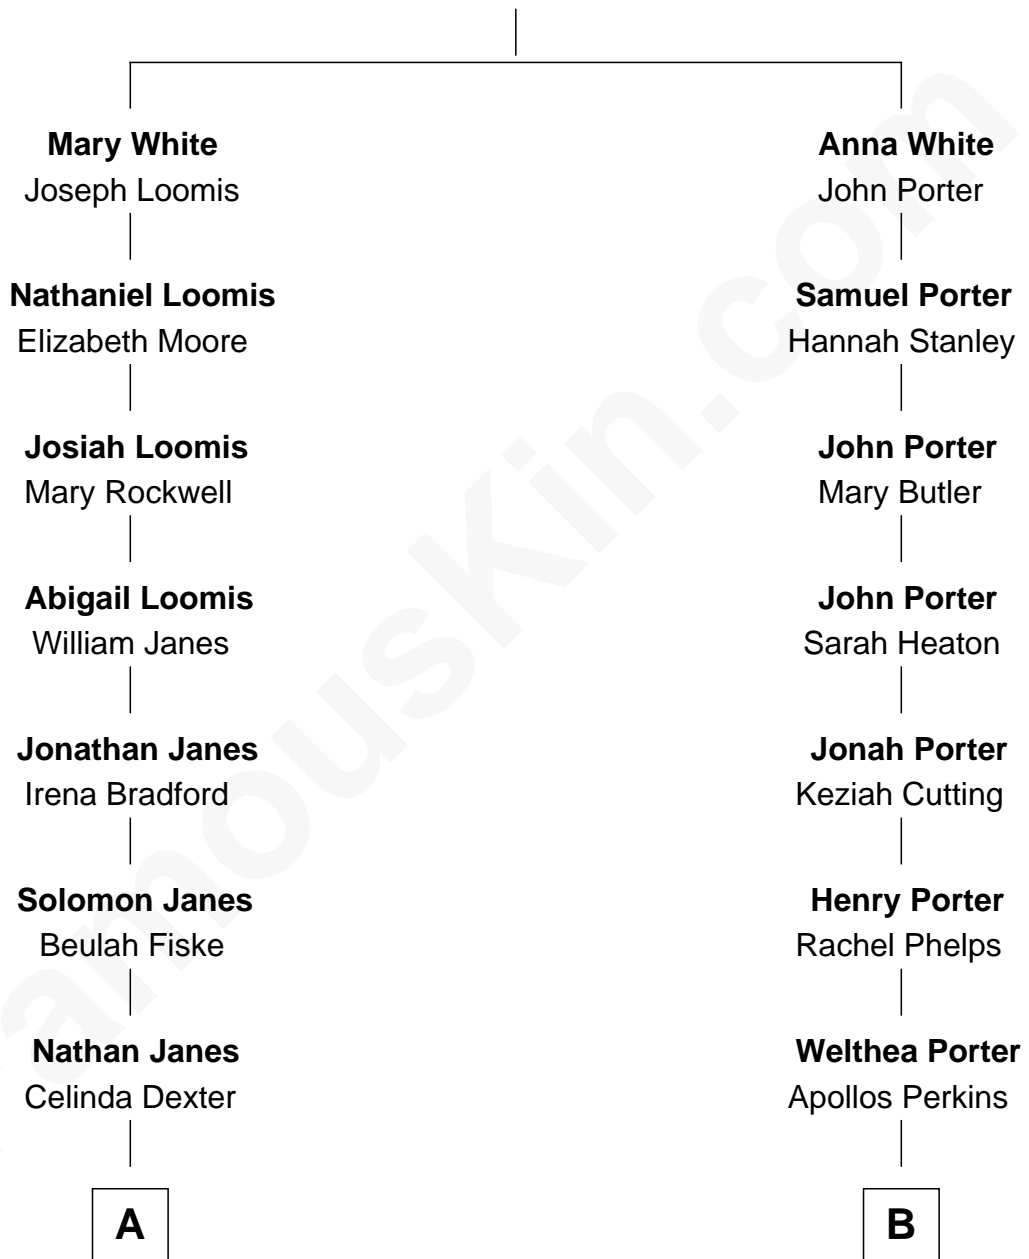 Mary White
Joseph Loomis
Anna White
John Porter
Nathaniel Loomis
Elizabeth Moore
Samuel Porter
Hannah Stanley
Josiah Loomis
Mary Rockwell
John Porter
Mary Butler
Abigail Loomis
William Janes
John Porter
Sarah Heaton
Jonathan Janes
Irena Bradford
Jonah Porter
Keziah Cutting
Solomon Janes
Beulah Fiske
Henry Porter
Rachel Phelps
Nathan Janes
Celinda Dexter
Welthea Porter
Apollos Perkins
A
B
amousKin.com